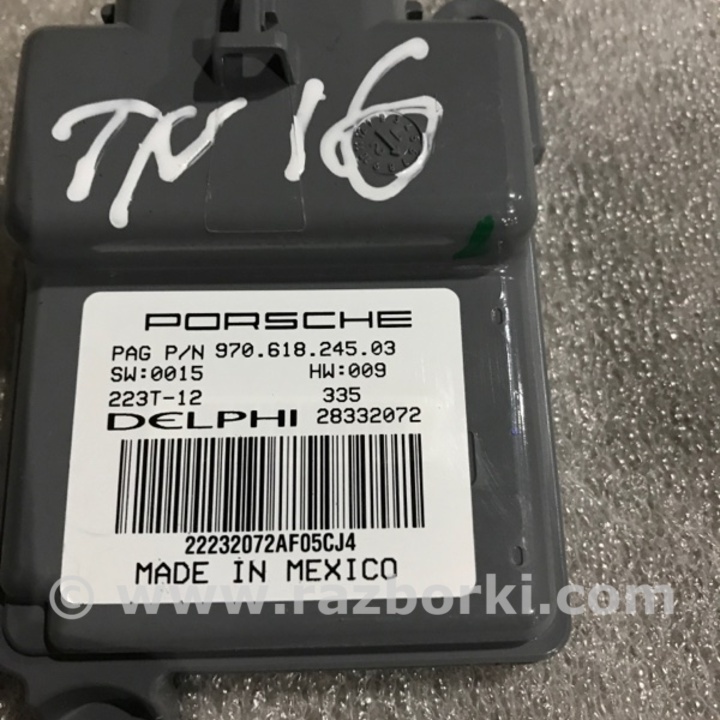 TN 16
PORSCHE
PAG P/N 970.618.245.03
SW:0015 HW:009
223T-12 335
DELPHI 28332072
22232072AF05CJ4
MADE IN MEXICO
© www.razborki.com